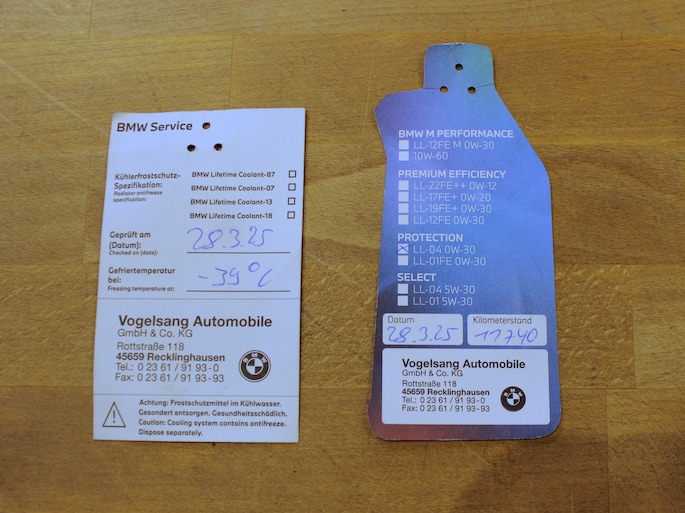 BMW Service
Kühlerfrostschutz-
Spezifikation:
Radiator antifreeze
specification:
BMW Lifetime Coolant-87
BMW Lifetime Coolant-07
BMW Lifetime Coolant-13
BMW Lifetime Coolant-18
Geprüft am
(Datum):
Checked on (date):
28.3.25
Gefriertemperatur
bei:
Freezing temperature at:
-39°C
Vogelsang Automobile
GmbH & Co. KG
Rottstraße 118
45659 Recklinghausen
Tel.: 0 23 61 / 91 93-0
Fax: 0 23 61 / 91 93-93
BMW
Achtung: Frostschutzmittel im Kühlwasser.
Gesondert entsorgen. Gesundheitsschädlich.
Caution: Cooling system contains antifreeze.
Dispose separately.
BMW M PERFORMANCE
LL-12FE M 0W-30
10W-60
PREMIUM EFFICIENCY
LL-22FE++ 0W-12
LL-17FE+ 0W-20
LL-19FE+ 0W-30
LL-12FE 0W-30
PROTECTION
LL-04 0W-30
LL-01FE 0W-30
SELECT
LL-04 5W-30
LL-01 5W-30
Datum
28.3.25
Kilometerstand
11740
Vogelsang Automobile
GmbH & Co. KG
Rottstraße 118
45659 Recklinghausen
Tel.: 0 23 61 / 91 93-0
Fax: 0 23 61 / 91 93-93
BMW